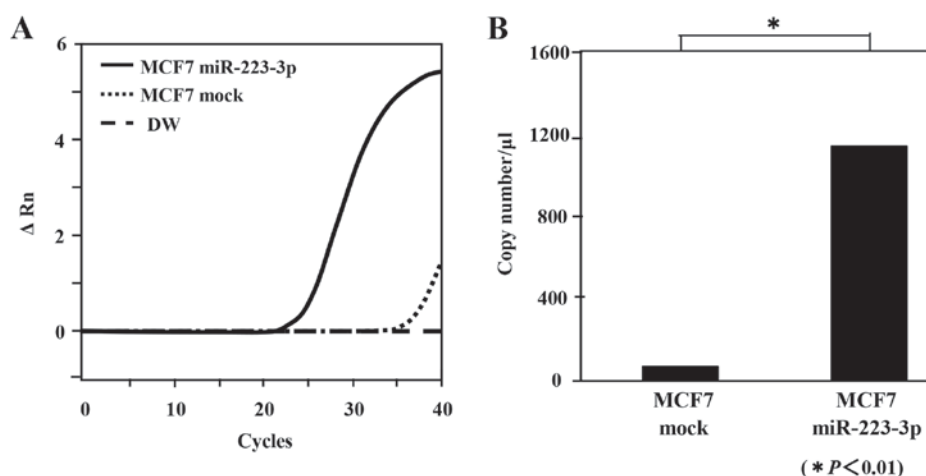 A
6
4
2
0
Δ Rn
MCF7 miR-223-3p
MCF7 mock
DW
0 10 20 30 40
Cycles
B
*
1600
1200
800
400
0
Copy number/µl
MCF7 mock
MCF7 miR-223-3p
(* P<0.01)